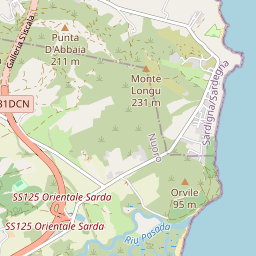 Galleria S'Iscala
Punta
D'Abbaia
211 m
Monte
Longu
231 m
31DCN
Nuoro
Sardigna/Sardegna
Orvile
95 m
SS125 Orientale Sarda
SS125 Orientale Sarda
Riu Posada